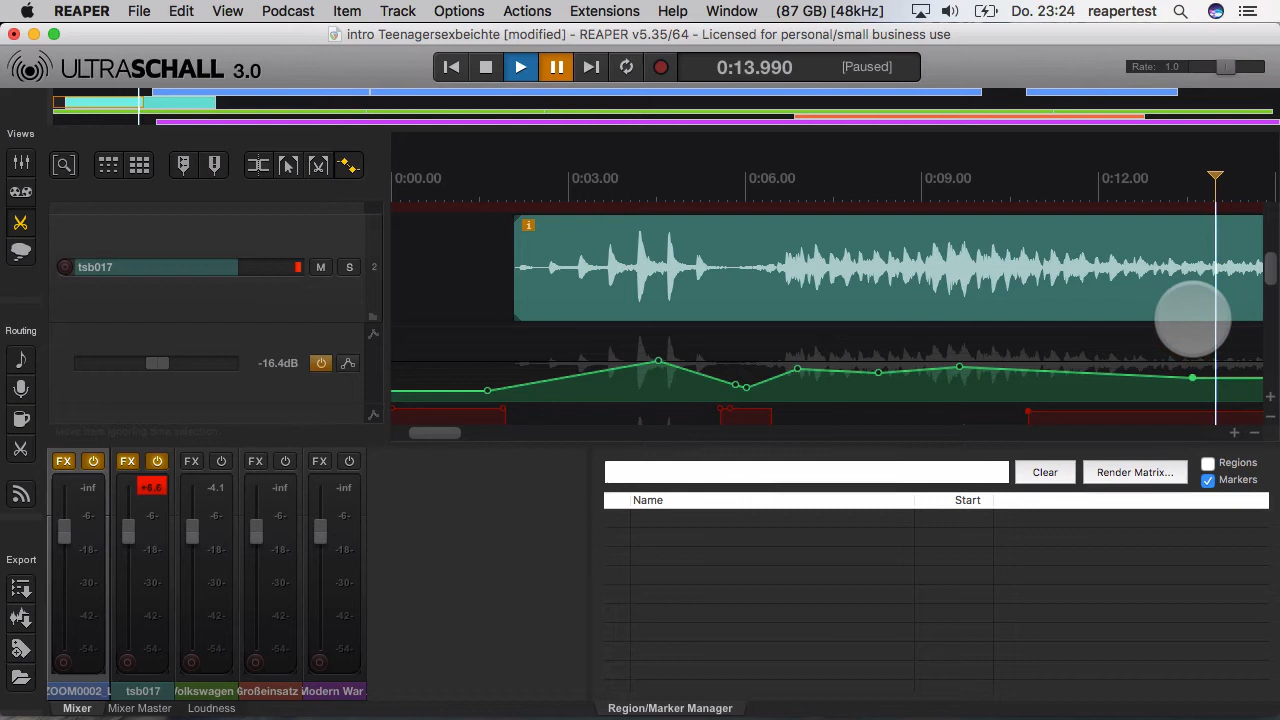 REAPER File Edit View Podcast Item Track Options Actions Extensions Help Window (87 GB) [48kHz] Do. 23:24 reapertest
intro Teenagersexbeichte [modified] - REAPER v5.35/64 - Licensed for personal/small business use
ULTRASCHALL 3.0
0:13.990 [Paused]
Rate: 1.0
Views
0:00.00 0:03.00 0:06.00 0:09.00 0:12.00
i
tsb017 M S 2
Routing
-16.4dB
FX FX FX FX FX
Clear Render Matrix... Regions
Markers
-inf +6.6 -4.1 -inf -inf
Name Start
-6- -6- -6- -6- -6-
-18- -18- -18- -18- -18-
Export
-30- -30- -30- -30- -30-
-42- -42- -42- -42- -42-
-54- -54- -54- -54- -54-
ZOOM0002_L tsb017 Volkswagen Großeinsatz Modern War
Mixer Mixer Master Loudness Region/Marker Manager